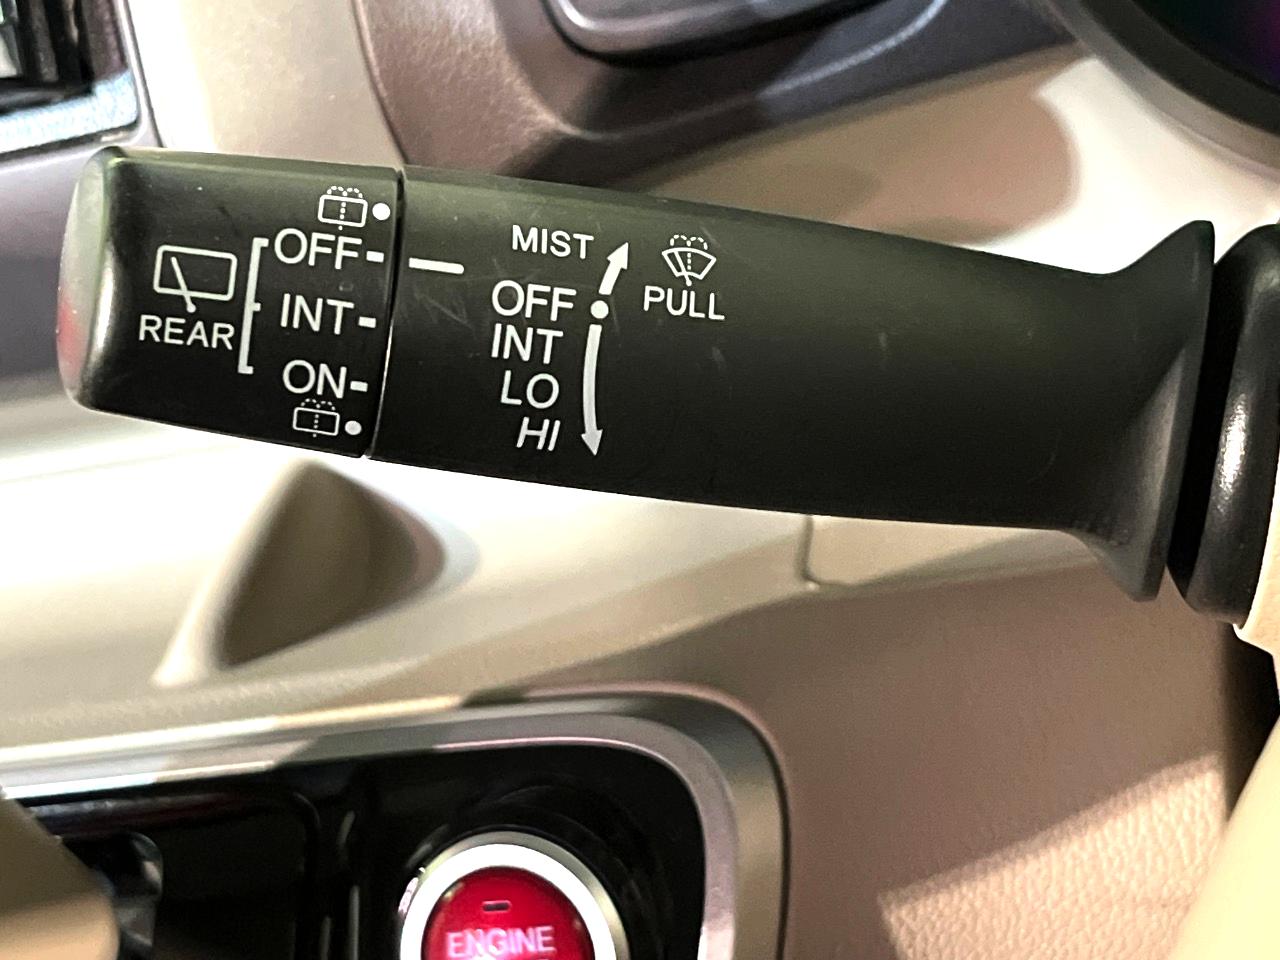 REAR
OFF
INT
ON
MIST
OFF
INT
LO
HI
PULL
ENGINE